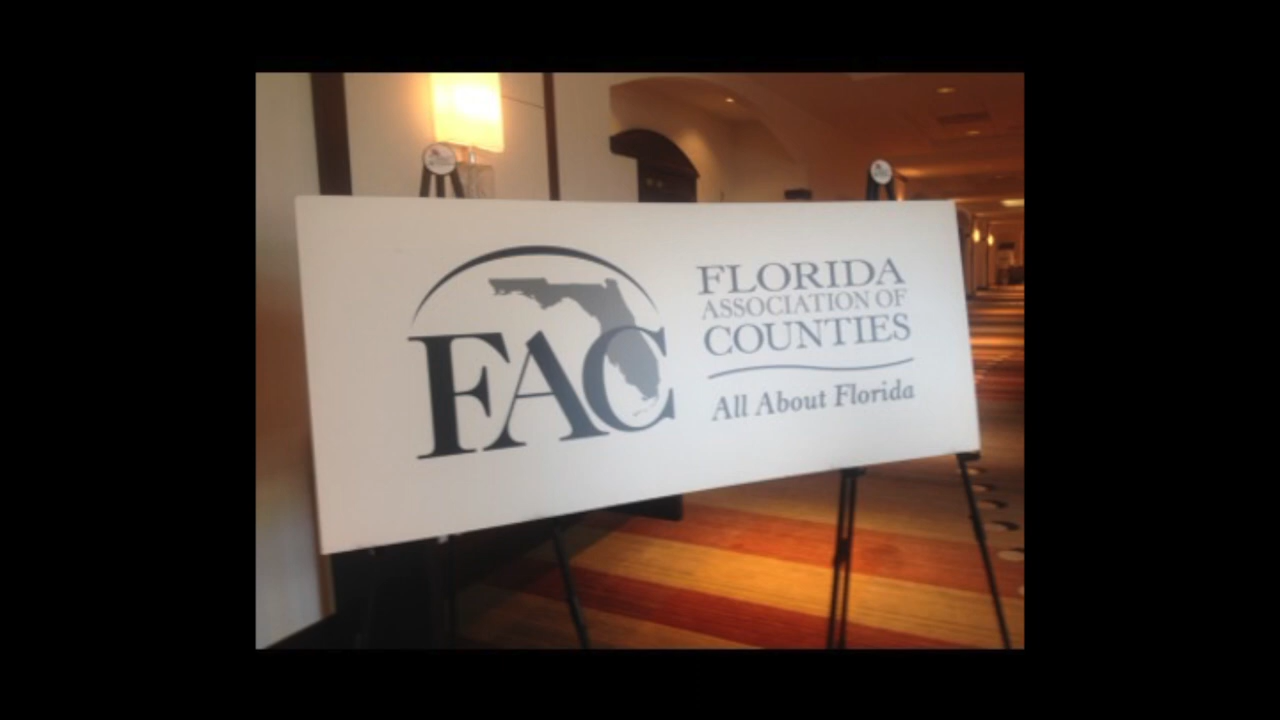 FAC
FLORIDA
ASSOCIATION OF
COUNTIES
All About Florida